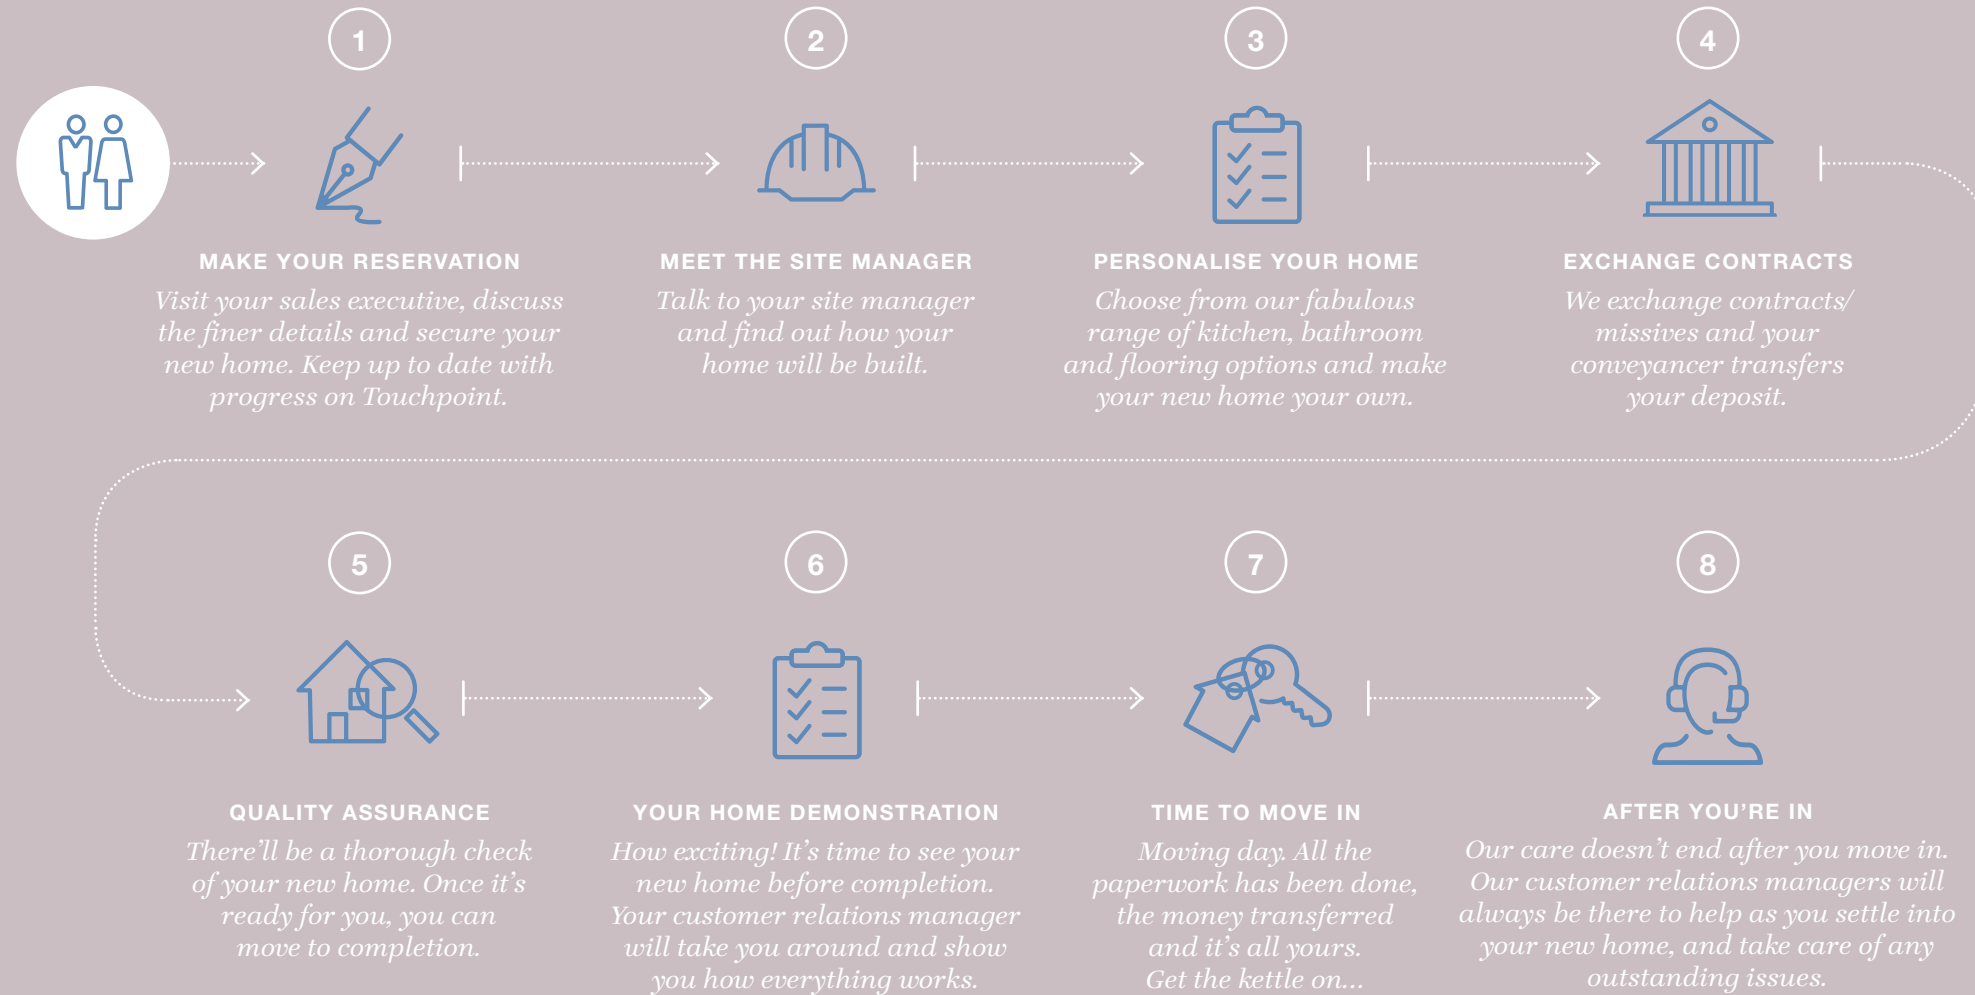 1
MAKE YOUR RESERVATION
Visit your sales executive, discuss
the finer details and secure your
new home. Keep up to date with
progress on Touchpoint.
2
MEET THE SITE MANAGER
Talk to your site manager
and find out how your
home will be built.
3
PERSONALISE YOUR HOME
Choose from our fabulous
range of kitchen, bathroom
and flooring options and make
your new home your own.
4
EXCHANGE CONTRACTS
We exchange contracts/
missives and your
conveyancer transfers
your deposit.
5
QUALITY ASSURANCE
There’ll be a thorough check
of your new home. Once it’s
ready for you, you can
move to completion.
6
YOUR HOME DEMONSTRATION
How exciting! It’s time to see your
new home before completion.
Your customer relations manager
will take you around and show
you how everything works.
7
TIME TO MOVE IN
Moving day. All the
paperwork has been done,
the money transferred
and it’s all yours.
Get the kettle on…
8
AFTER YOU’RE IN
Our care doesn’t end after you move in.
Our customer relations managers will
always be there to help as you settle into
your new home, and take care of any
outstanding issues.